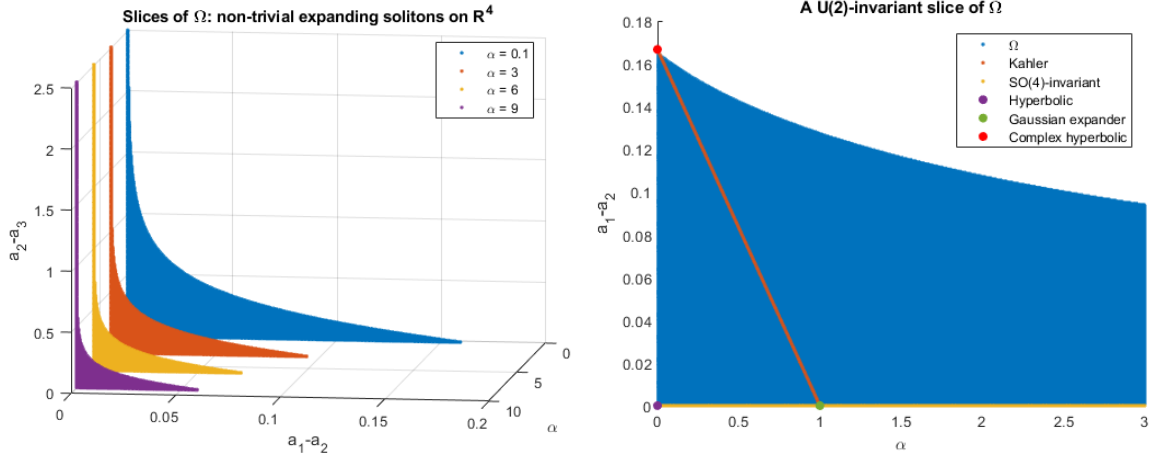 Slices of Ω: non-trivial expanding solitons on R⁴
α = 0.1
α = 3
α = 6
α = 9
2.5
2
1.5
1
0.5
0
a₂-a₃
0
0.05
0.1
0.15
0.2
a₁-a₂
0
5
10
α
A U(2)-invariant slice of Ω
Ω
Kahler
SO(4)-invariant
Hyperbolic
Gaussian expander
Complex hyperbolic
0.18
0.16
0.14
0.12
0.1
0.08
0.06
0.04
0.02
0
a₁-a₂
0
0.5
1
1.5
2
2.5
3
α